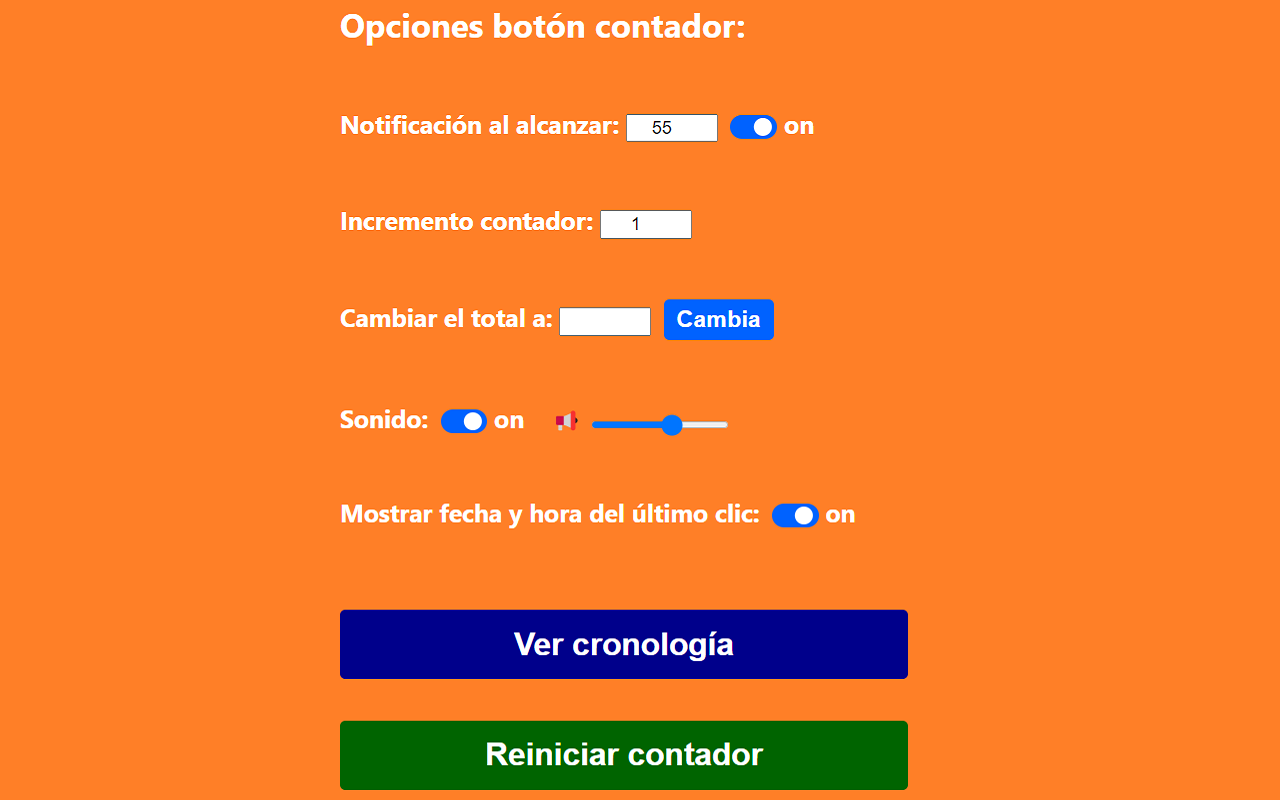 Opciones botón contador:
Notificación al alcanzar: 55 on
Incremento contador: 1
Cambiar el total a: Cambia
Sonido: on
Mostrar fecha y hora del último clic: on
Ver cronología
Reiniciar contador